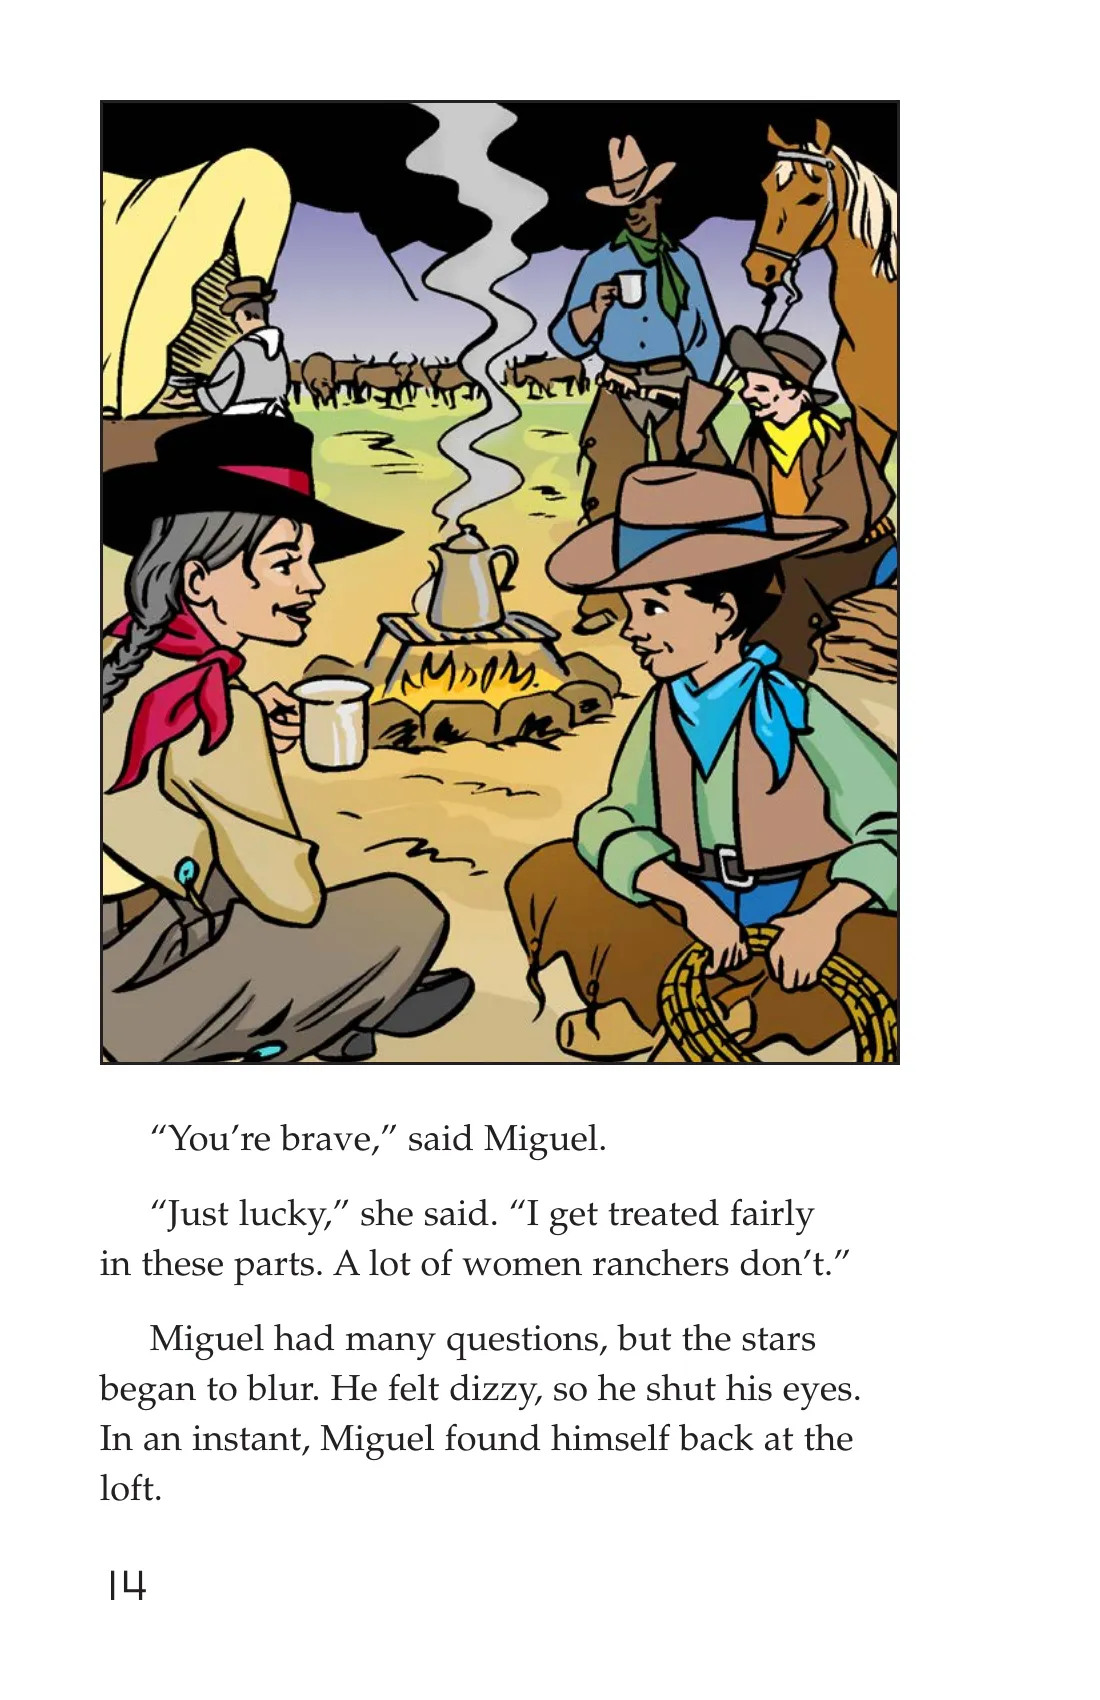 “You’re brave,” said Miguel.
“Just lucky,” she said. “I get treated fairly
in these parts. A lot of women ranchers don’t.”
Miguel had many questions, but the stars
began to blur. He felt dizzy, so he shut his eyes.
In an instant, Miguel found himself back at the
loft.
14